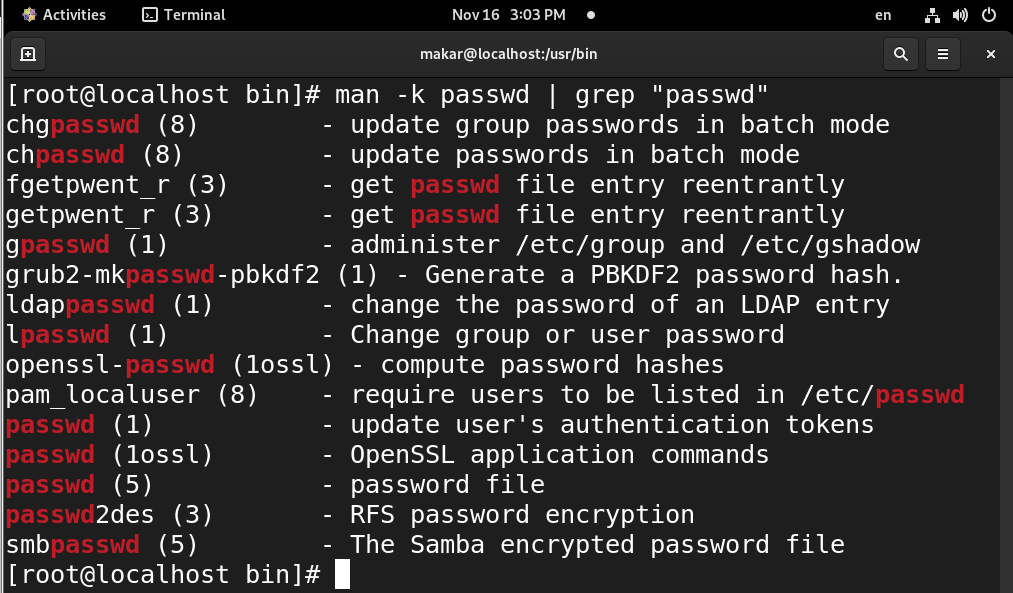 Activities Terminal Nov 16 3:03 PM en
makar@localhost:/usr/bin
[root@localhost bin]# man -k passwd | grep "passwd"
chgpasswd (8)        - update group passwords in batch mode
chpasswd (8)         - update passwords in batch mode
fgetpwent_r (3)      - get passwd file entry reentrantly
getpwent_r (3)       - get passwd file entry reentrantly
gpasswd (1)          - administer /etc/group and /etc/gshadow
grub2-mkpasswd-pbkdf2 (1) - Generate a PBKDF2 password hash.
ldappasswd (1)       - change the password of an LDAP entry
lpasswd (1)          - Change group or user password
openssl-passwd (1ossl) - compute password hashes
pam_localuser (8)    - require users to be listed in /etc/passwd
passwd (1)           - update user's authentication tokens
passwd (1ossl)       - OpenSSL application commands
passwd (5)           - password file
passwd2des (3)       - RFS password encryption
smbpasswd (5)        - The Samba encrypted password file
[root@localhost bin]#